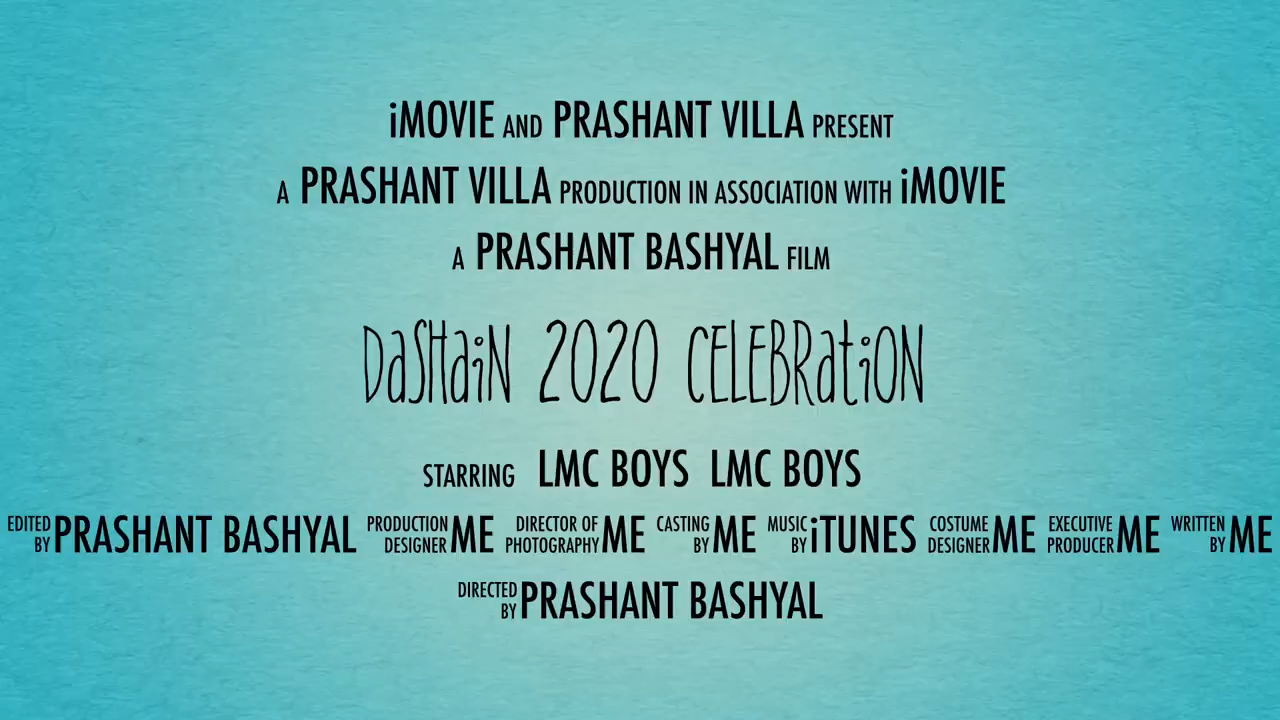 iMOVIE AND PRASHANT VILLA PRESENT
A PRASHANT VILLA PRODUCTION IN ASSOCIATION WITH iMOVIE
A PRASHANT BASHYAL FILM
DaSHaiN 2020 CELEBRatiON
STARRING LMC BOYS LMC BOYS
EDITED BY PRASHANT BASHYAL PRODUCTION DESIGNER ME DIRECTOR OF PHOTOGRAPHY ME CASTING BY ME MUSIC BY iTUNES COSTUME DESIGNER ME EXECUTIVE PRODUCER ME WRITTEN BY ME
DIRECTED BY PRASHANT BASHYAL